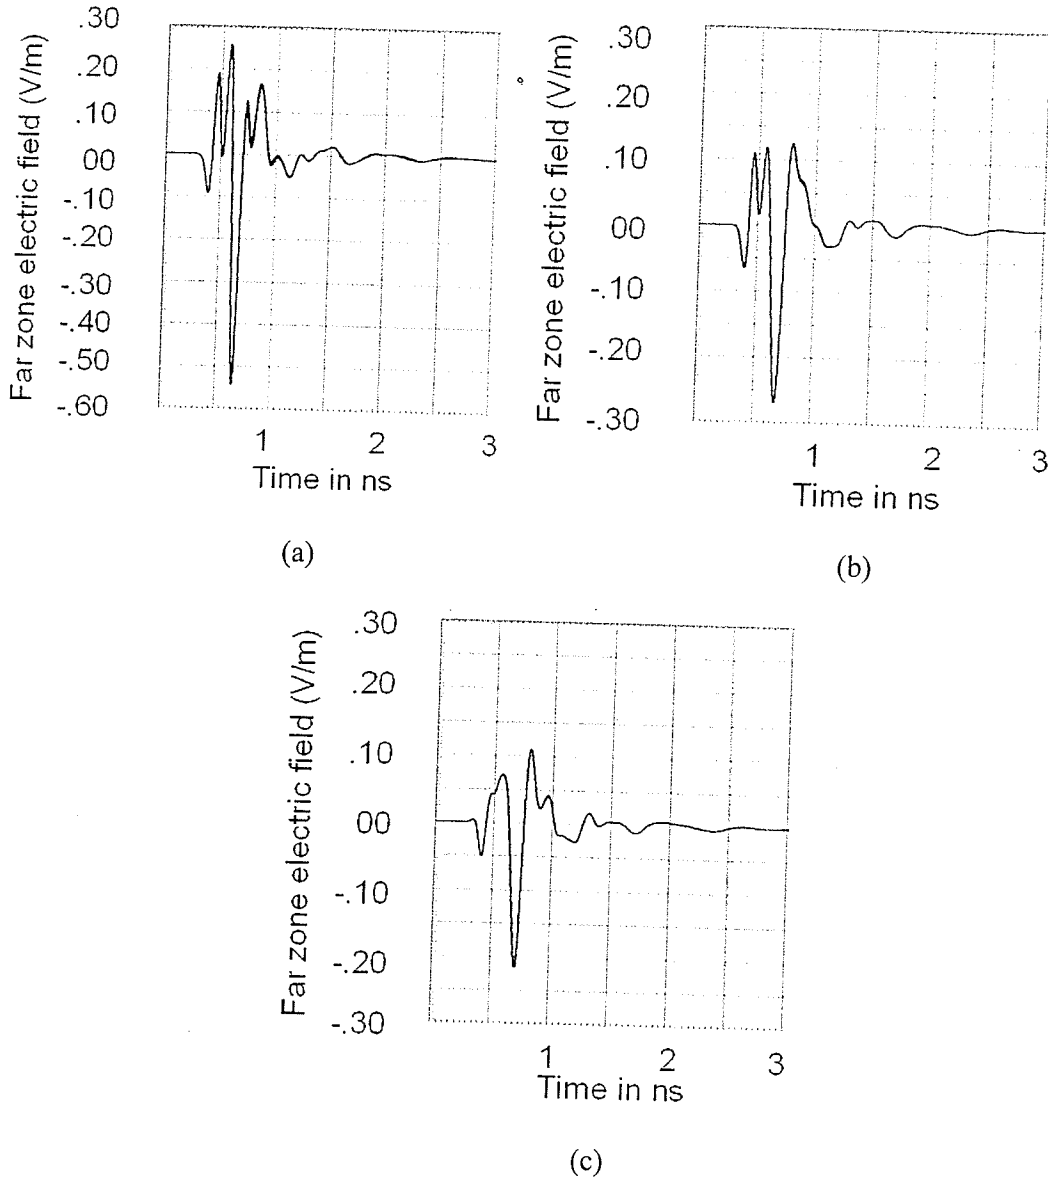 Far zone electric field (V/m)
.30
.20
.10
00
-.10
-.20
-.30
-.40
-.50
-.60
1 2 3
Time in ns
(a)
Far zone electric field (V/m)
.30
.20
.10
00
-.10
-.20
-.30
1 2 3
Time in ns
(b)
Far zone electric field (V/m)
.30
.20
.10
00
-.10
-.20
-.30
1 2 3
Time in ns
(c)